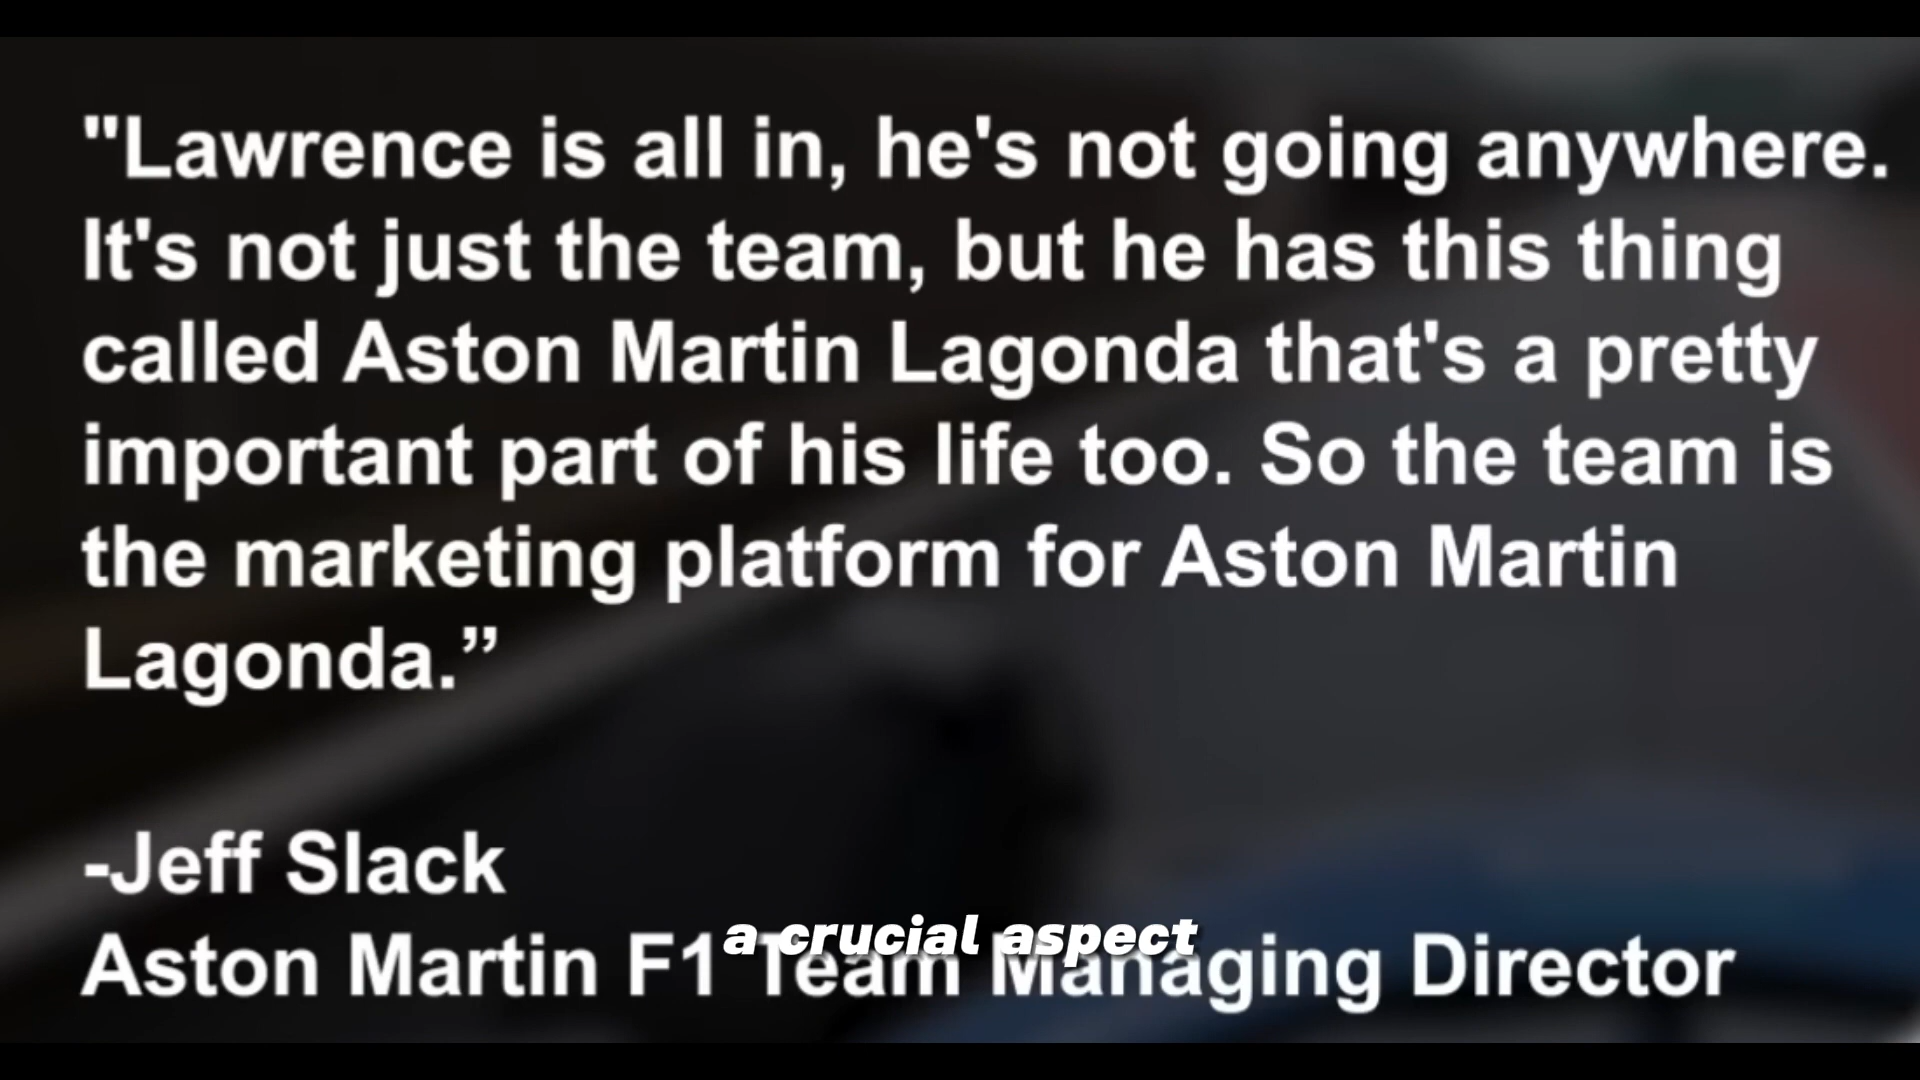 "Lawrence is all in, he's not going anywhere.
It's not just the team, but he has this thing
called Aston Martin Lagonda that's a pretty
important part of his life too. So the team is
the marketing platform for Aston Martin
Lagonda.”
-Jeff Slack
a crucial aspect
Aston Martin F1 Team Managing Director